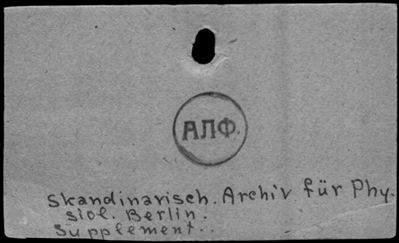 АЛФ.
Skandinavisch. Archiv für Phy.
siol. Berlin.
Supplement..